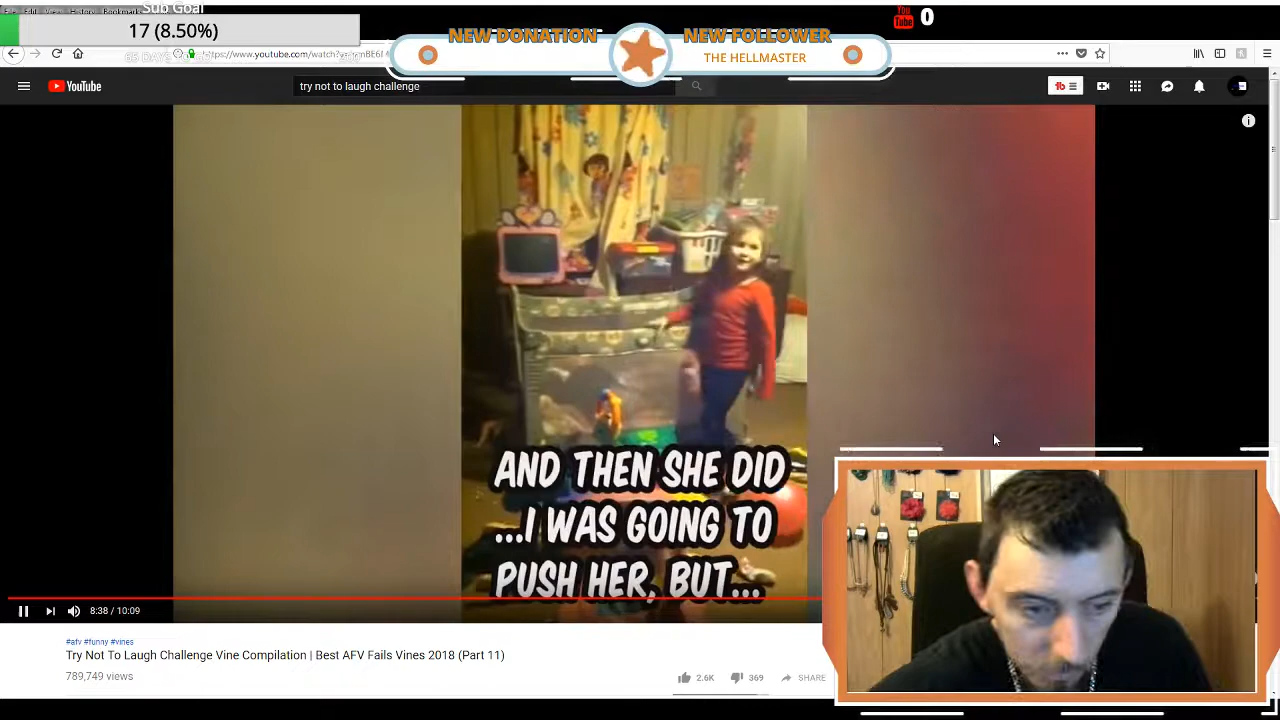 Sub Goal
17 (8.50%)
NEW DONATION
NEW FOLLOWER
THE HELLMASTER
You
Tube
0
YouTube
try not to laugh challenge
AND THEN SHE DID
...I WAS GOING TO
PUSH HER, BUT...
8:38 / 10:09
#afv #funny #vines
Try Not To Laugh Challenge Vine Compilation | Best AFV Fails Vines 2018 (Part 11)
789,749 views
2.6K
369
SHARE